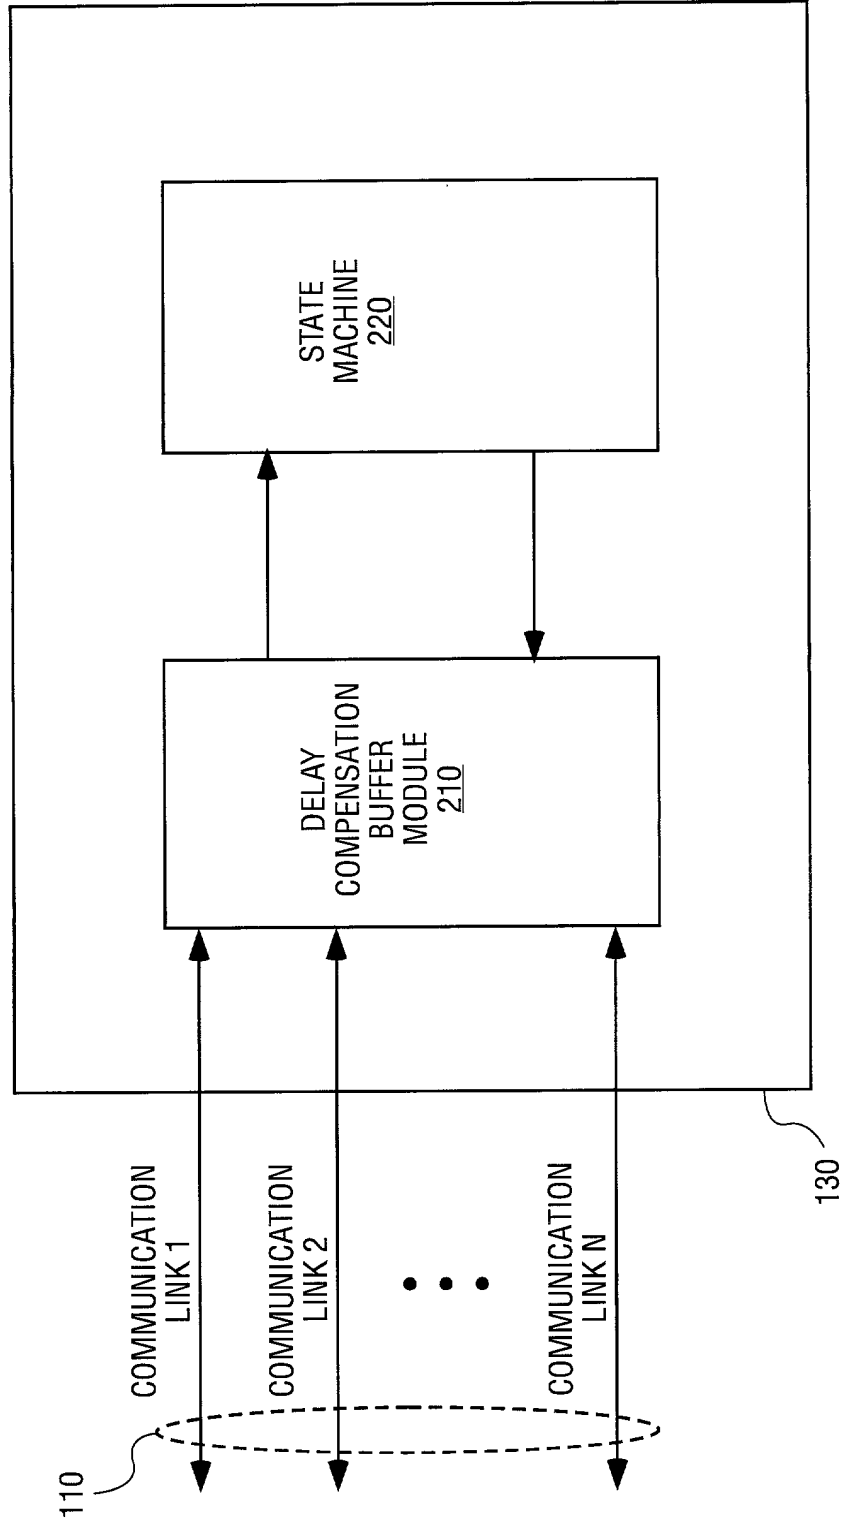 110
COMMUNICATION
LINK 1
COMMUNICATION
LINK 2
COMMUNICATION
LINK N
130
DELAY
COMPENSATION
BUFFER
MODULE
210
STATE
MACHINE
220